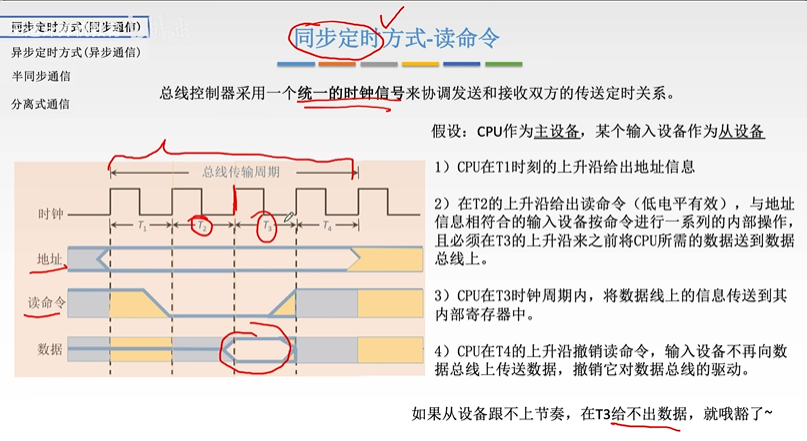 同步定时方式(同步通信)
异步定时方式(异步通信)
半同步通信
分离式通信
同步定时方式-读命令
总线控制器采用一个统一的时钟信号来协调发送和接收双方的传送定时关系。
假设：CPU作为主设备，某个输入设备作为从设备
1）CPU在T1时刻的上升沿给出地址信息
2）在T2的上升沿给出读命令（低电平有效），与地
址信息相符合的输入设备按命令进行一系列的内部操作，
且必须在T3的上升沿来之前将CPU所需的数据送到数据
总线上。
3）CPU在T3时钟周期内，将数据线上的信息传送到其
内部寄存器中。
4）CPU在T4的上升沿撤销读命令，输入设备不再向数
据总线上传送数据，撤销它对数据总线的驱动。
如果从设备跟不上节奏，在T3给不出数据，就哦豁了~
总线传输周期
时钟
T1 T2 T3 T4
地址
读命令
数据